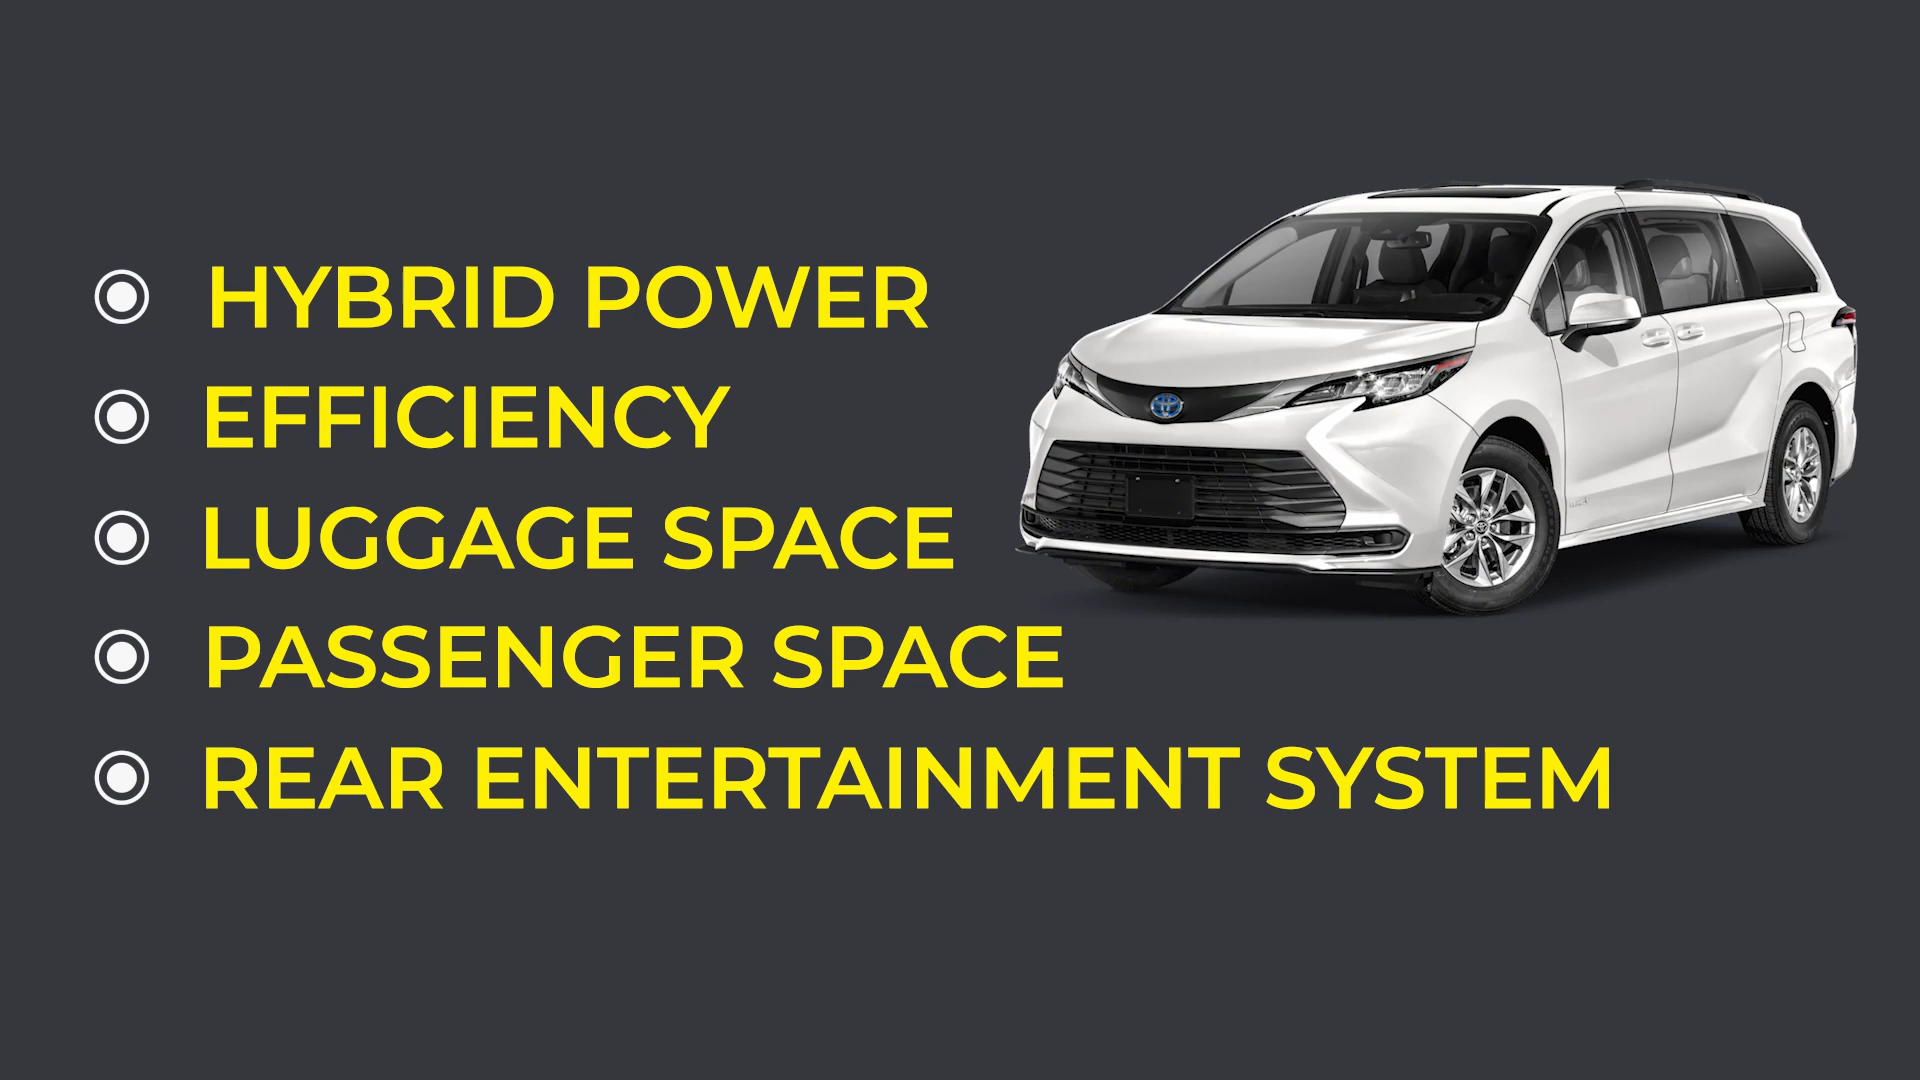 HYBRID POWER
EFFICIENCY
LUGGAGE SPACE
PASSENGER SPACE
REAR ENTERTAINMENT SYSTEM